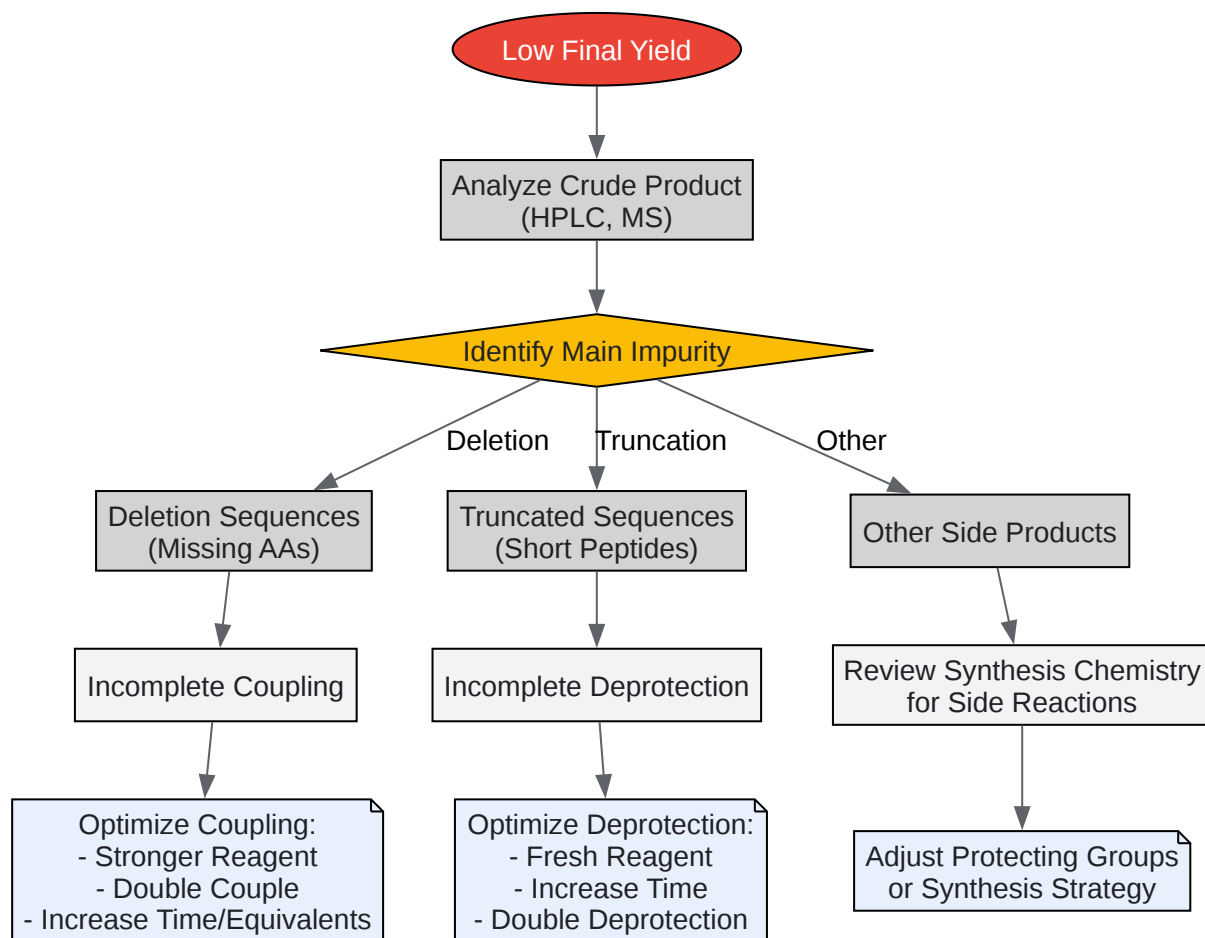 Low Final Yield
Analyze Crude Product
(HPLC, MS)
Identify Main Impurity
Deletion
Truncation
Other
Deletion Sequences
(Missing AAs)
Truncated Sequences
(Short Peptides)
Other Side Products
Incomplete Coupling
Incomplete Deprotection
Review Synthesis Chemistry
for Side Reactions
Optimize Coupling:
- Stronger Reagent
- Double Couple
- Increase Time/Equivalents
Optimize Deprotection:
- Fresh Reagent
- Increase Time
- Double Deprotection
Adjust Protecting Groups
or Synthesis Strategy